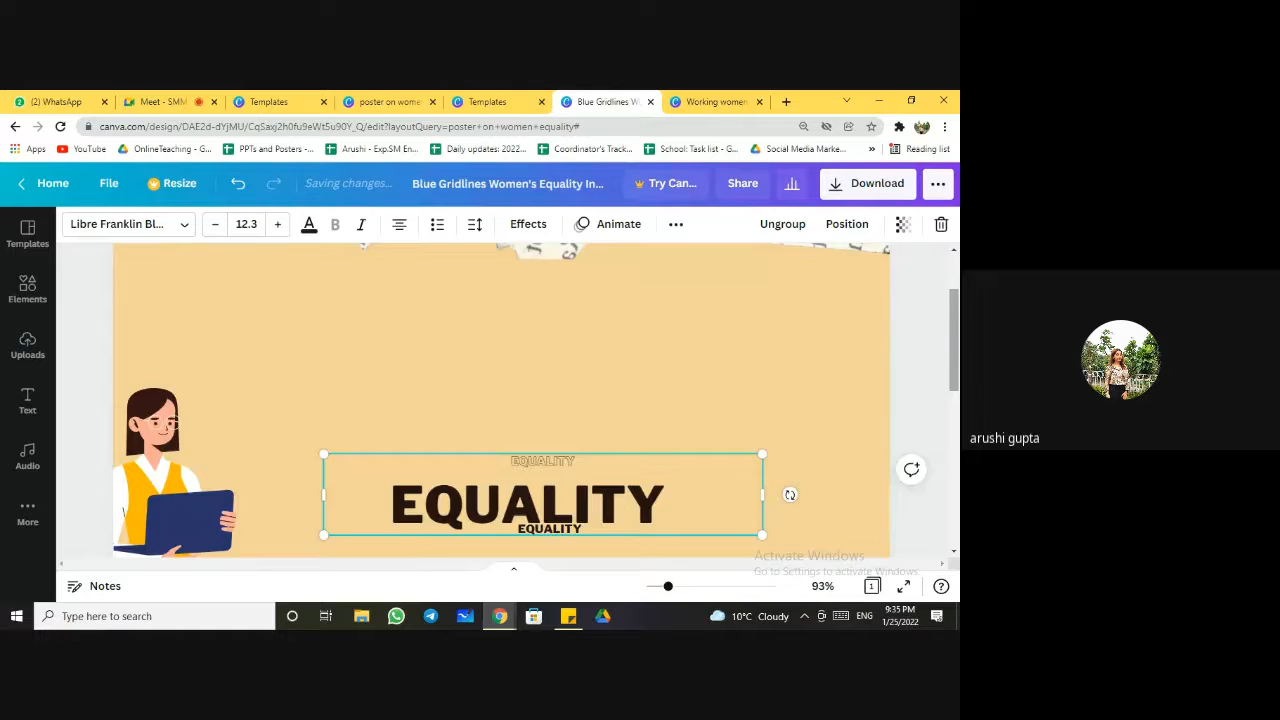 (2) WhatsApp
Meet - SMM
Templates
poster on wome
Templates
Blue Gridlines W
Working women
canva.com/design/DAE2d-dYjMU/CqSaxj2h0fu9eWt5u90Y_Q/edit?layoutQuery=poster+on+women+equality#
Apps
YouTube
OnlineTeaching - G...
PPTs and Posters -...
Arushi - Exp.SM En...
Daily updates: 2022...
Coordinator's Track...
School: Task list - G...
Social Media Marke...
»
Reading list
Home
File
Resize
Saving changes...
Blue Gridlines Women's Equality In...
Try Can...
Share
Download
Libre Franklin Bl...
− 12.3 +
A
B
I
Effects
Animate
Ungroup
Position
Templates
Elements
Uploads
Text
Audio
More
EQUALITY
EQUALITY
EQUALITY
arushi gupta
Activate Windows
Go to Settings to activate Windows.
Notes
93%
1
Type here to search
10°C Cloudy
ENG
9:35 PM
1/25/2022